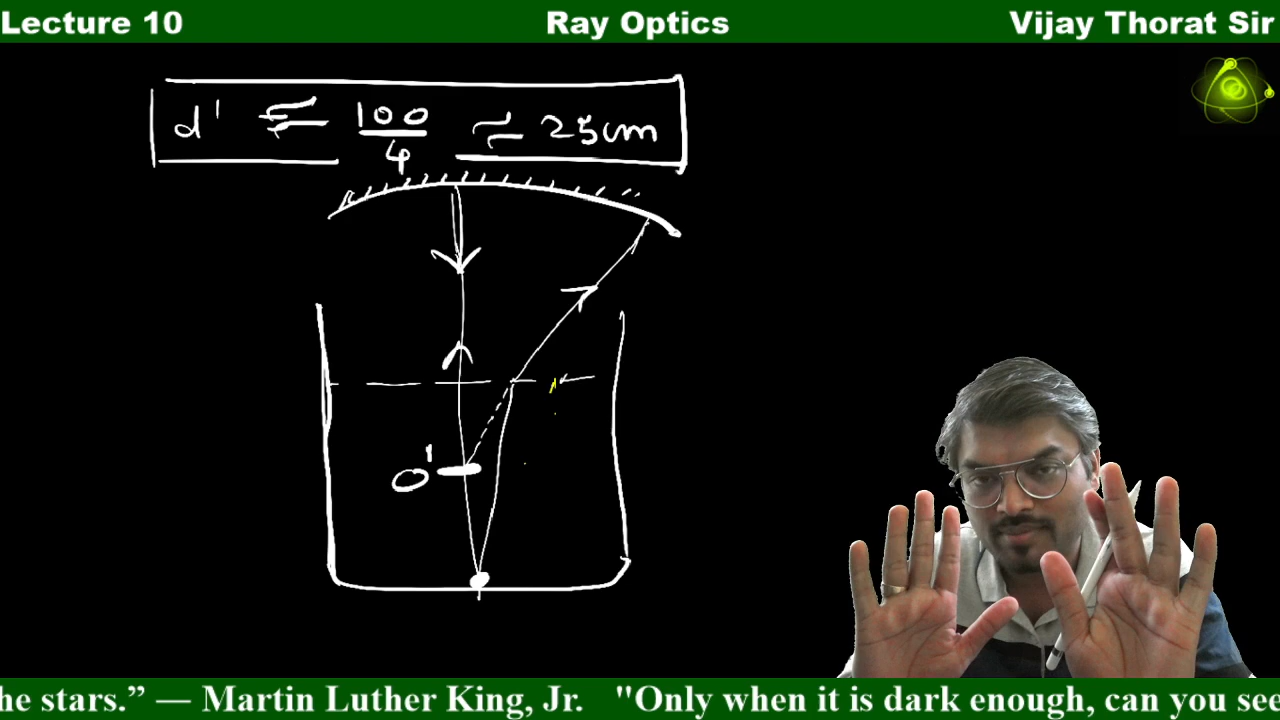 Lecture 10
Ray Optics
Vijay Thorat Sir
d' ≈ 100/4 ≈ 25cm
O'
he stars.” — Martin Luther King, Jr. "Only when it is dark enough, can you see